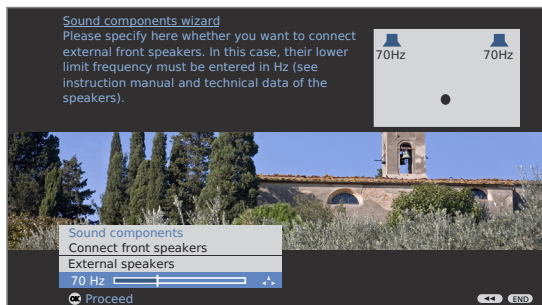 Sound components wizard
Please specify here whether you want to connect
external front speakers. In this case, their lower
limit frequency must be entered in Hz (see
instruction manual and technical data of the
speakers).
70Hz 70Hz
Sound components
Connect front speakers
External speakers
70 Hz
OK Proceed
END